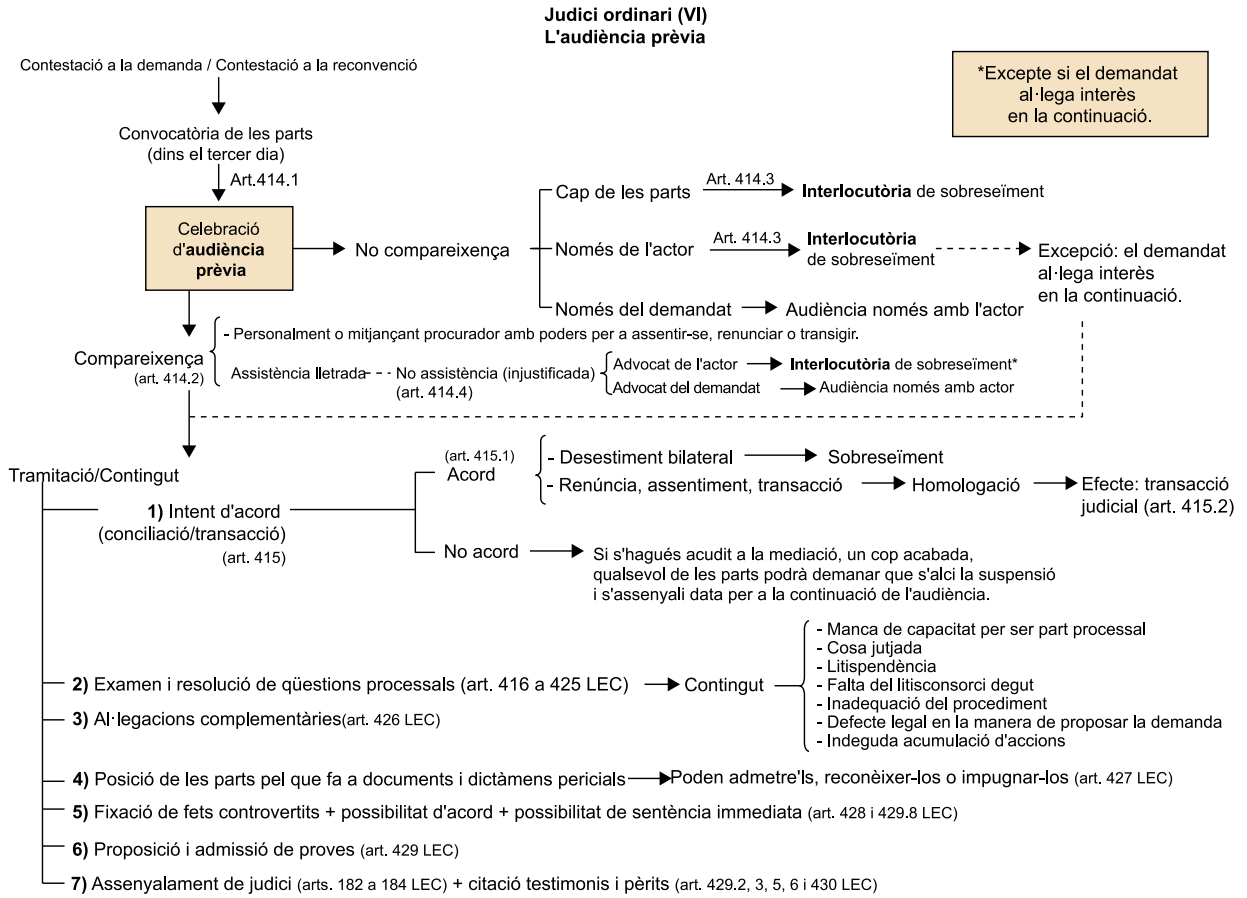 Judici ordinari (VI)
L'audiència prèvia
Contestació a la demanda / Contestació a la reconvenció
*Excepte si el demandat
al·lega interès
en la continuació.
Convocatòria de les parts
(dins el tercer dia)
Art.414.1
Celebració
d'audiència
prèvia
No compareixença
Cap de les parts
Art. 414.3
Interlocutòria de sobreseïment
Només de l'actor
Art. 414.3
Interlocutòria
de sobreseïment
Excepció: el demandat
al·lega interès
en la continuació.
Només del demandat
Audiència només amb l'actor
Compareixença
(art. 414.2)
- Personalment o mitjançant procurador amb poders per a assentir-se, renunciar o transigir.
Assistència lletrada
No assistència (injustificada)
(art. 414.4)
Advocat de l'actor
Interlocutòria de sobreseïment*
Advocat del demandat
Audiència només amb actor
Tramitació/Contingut
1) Intent d'acord
(conciliació/transacció)
(art. 415)
(art. 415.1)
Acord
- Desestiment bilateral
Sobreseïment
- Renúncia, assentiment, transacció
Homologació
Efecte: transacció
judicial (art. 415.2)
No acord
Si s'hagués acudit a la mediació, un cop acabada,
qualsevol de les parts podrà demanar que s'alci la suspensió
i s'assenyali data per a la continuació de l'audiència.
2) Examen i resolució de qüestions processals (art. 416 a 425 LEC)
Contingut
- Manca de capacitat per ser part processal
- Cosa jutjada
- Litispendència
- Falta del litisconsorci degut
- Inadequació del procediment
- Defecte legal en la manera de proposar la demanda
- Indeguda acumulació d'accions
3) Al·legacions complementàries(art. 426 LEC)
4) Posició de les parts pel que fa a documents i dictàmens pericials
Poden admetre'ls, reconèixer-los o impugnar-los (art. 427 LEC)
5) Fixació de fets controvertits + possibilitat d'acord + possibilitat de sentència immediata (art. 428 i 429.8 LEC)
6) Proposició i admissió de proves (art. 429 LEC)
7) Assenyalament de judici (arts. 182 a 184 LEC) + citació testimonis i pèrits (art. 429.2, 3, 5, 6 i 430 LEC)